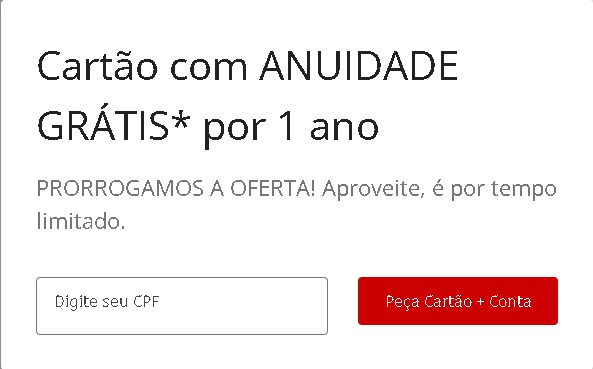 Cartão com ANUIDADE
GRÁTIS* por 1 ano
PRORROGAMOS A OFERTA! Aproveite, é por tempo
limitado.
Digite seu CPF
Peça Cartão + Conta